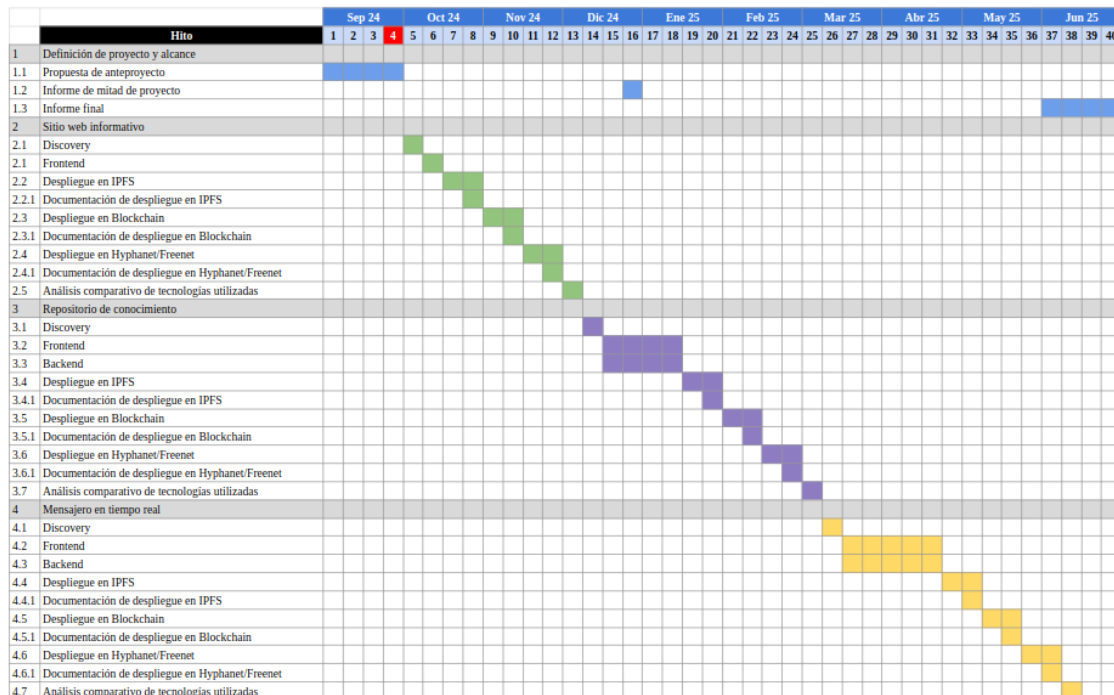 Sep 24 Oct 24 Nov 24 Dic 24 Ene 25 Feb 25 Mar 25 Abr 25 May 25 Jun 25
Hito 1 2 3 4 5 6 7 8 9 10 11 12 13 14 15 16 17 18 19 20 21 22 23 24 25 26 27 28 29 30 31 32 33 34 35 36 37 38 39 40
1 Definición de proyecto y alcance
1.1 Propuesta de anteproyecto
1.2 Informe de mitad de proyecto
1.3 Informe final
2 Sitio web informativo
2.1 Discovery
2.1 Frontend
2.2 Despliegue en IPFS
2.2.1 Documentación de despliegue en IPFS
2.3 Despliegue en Blockchain
2.3.1 Documentación de despliegue en Blockchain
2.4 Despliegue en Hyphanet/Freenet
2.4.1 Documentación de despliegue en Hyphanet/Freenet
2.5 Análisis comparativo de tecnologías utilizadas
3 Repositorio de conocimiento
3.1 Discovery
3.2 Frontend
3.3 Backend
3.4 Despliegue en IPFS
3.4.1 Documentación de despliegue en IPFS
3.5 Despliegue en Blockchain
3.5.1 Documentación de despliegue en Blockchain
3.6 Despliegue en Hyphanet/Freenet
3.6.1 Documentación de despliegue en Hyphanet/Freenet
3.7 Análisis comparativo de tecnologías utilizadas
4 Mensajero en tiempo real
4.1 Discovery
4.2 Frontend
4.3 Backend
4.4 Despliegue en IPFS
4.4.1 Documentación de despliegue en IPFS
4.5 Despliegue en Blockchain
4.5.1 Documentación de despliegue en Blockchain
4.6 Despliegue en Hyphanet/Freenet
4.6.1 Documentación de despliegue en Hyphanet/Freenet
4.7 Análisis comparativo de tecnologías utilizadas